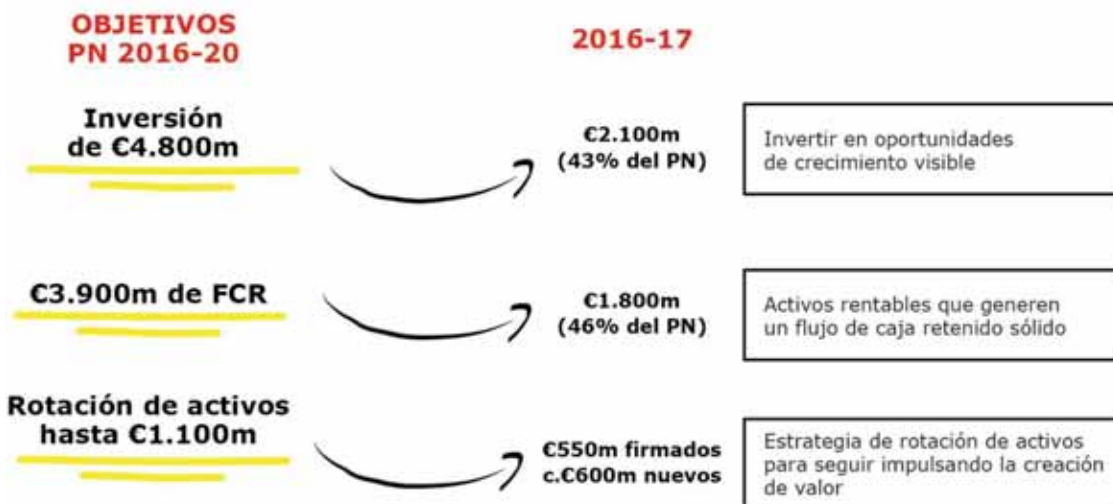 OBJETIVOS
PN 2016-20
2016-17
Inversión
de €4.800m
€2.100m
(43% del PN)
Invertir en oportunidades
de crecimiento visible
€3.900m de FCR
€1.800m
(46% del PN)
Activos rentables que generen
un flujo de caja retenido sólido
Rotación de activos
hasta €1.100m
€550m firmados
c.€600m nuevos
Estrategia de rotación de activos
para seguir impulsando la creación
de valor